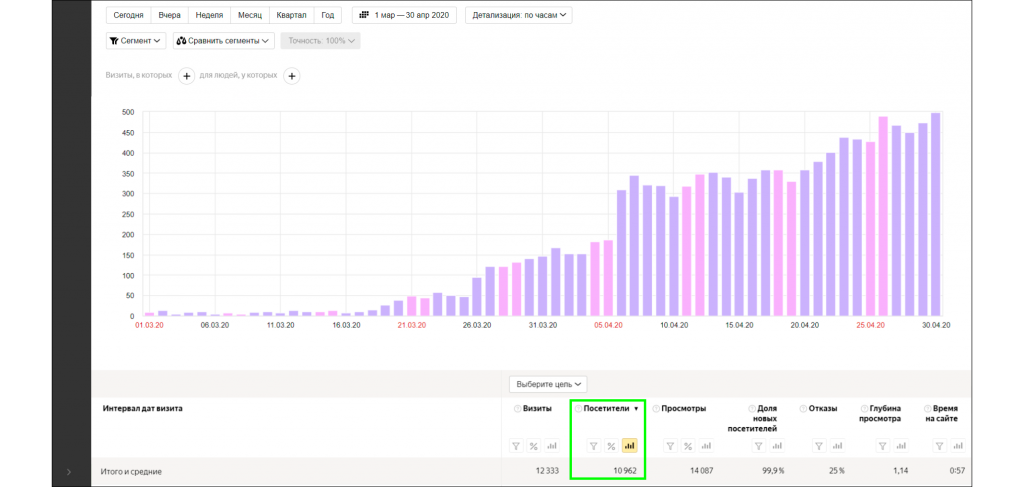 Сегодня Вчера Неделя Месяц Квартал Год 1 мар — 30 апр 2020 Детализация: по часам
Сегмент Сравнить сегменты Точность: 100%
Визиты, в которых + для людей, у которых +
500
450
400
350
300
250
200
150
100
50
0
01.03.20 06.03.20 11.03.20 16.03.20 21.03.20 26.03.20 31.03.20 05.04.20 10.04.20 15.04.20 20.04.20 25.04.20 30.04.20
Выберите цель
Интервал дат визита Визиты Посетители ▼ Просмотры Доля Отказы Глубина Время
новых просмотра на сайте
посетителей
% % %
Итого и средние 12 333 10 962 14 087 99,9 % 25 % 1,14 0:57